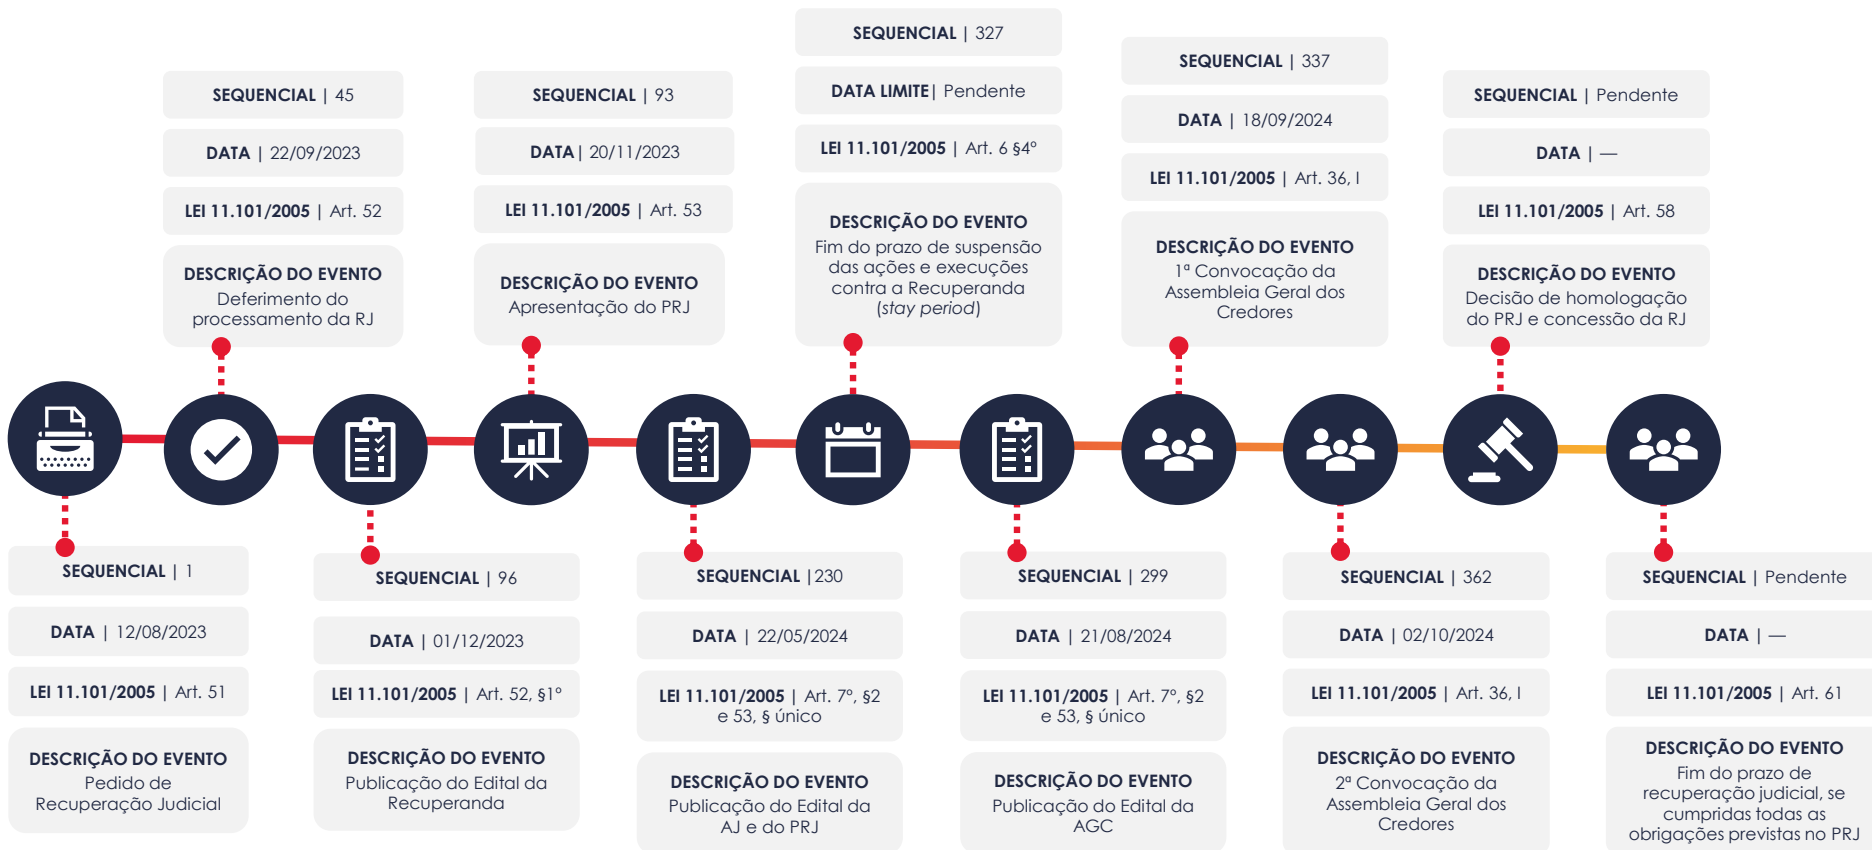 SEQUENCIAL | 45
DATA | 22/09/2023
LEI 11.101/2005 | Art. 52
DESCRIÇÃO DO EVENTO
Deferimento do
processamento da RJ
SEQUENCIAL | 93
DATA| 20/11/2023
LEI 11.101/2005 | Art. 53
DESCRIÇÃO DO EVENTO
Apresentação do PRJ
SEQUENCIAL | 327
DATA LIMITE| Pendente
LEI 11.101/2005 | Art. 6 §4º
DESCRIÇÃO DO EVENTO
Fim do prazo de suspensão
das ações e execuções
contra a Recuperanda
(stay period)
SEQUENCIAL | 337
DATA | 18/09/2024
LEI 11.101/2005 | Art. 36, I
DESCRIÇÃO DO EVENTO
1ª Convocação da
Assembleia Geral dos
Credores
SEQUENCIAL | Pendente
DATA | —
LEI 11.101/2005 | Art. 58
DESCRIÇÃO DO EVENTO
Decisão de homologação
do PRJ e concessão da RJ
SEQUENCIAL | 1
DATA | 12/08/2023
LEI 11.101/2005 | Art. 51
DESCRIÇÃO DO EVENTO
Pedido de
Recuperação Judicial
SEQUENCIAL | 96
DATA | 01/12/2023
LEI 11.101/2005 | Art. 52, §1º
DESCRIÇÃO DO EVENTO
Publicação do Edital da
Recuperanda
SEQUENCIAL |230
DATA | 22/05/2024
LEI 11.101/2005 | Art. 7º, §2
e 53, § único
DESCRIÇÃO DO EVENTO
Publicação do Edital da
AJ e do PRJ
SEQUENCIAL | 299
DATA | 21/08/2024
LEI 11.101/2005 | Art. 7º, §2
e 53, § único
DESCRIÇÃO DO EVENTO
Publicação do Edital da
AGC
SEQUENCIAL | 362
DATA | 02/10/2024
LEI 11.101/2005 | Art. 36, I
DESCRIÇÃO DO EVENTO
2ª Convocação da
Assembleia Geral dos
Credores
SEQUENCIAL | Pendente
DATA | —
LEI 11.101/2005 | Art. 61
DESCRIÇÃO DO EVENTO
Fim do prazo de
recuperação judicial, se
cumpridas todas as
obrigações previstas no PRJ